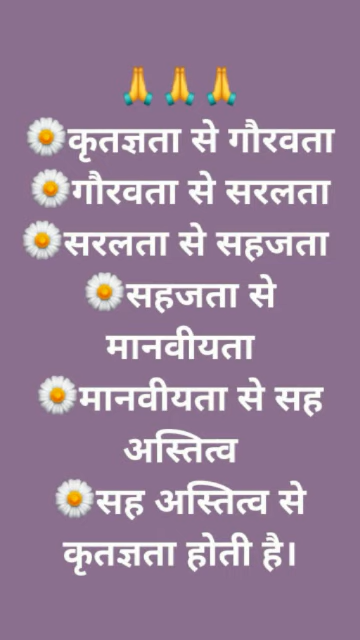 🙏🙏🙏
🌼कृतज्ञता से गौरवता
🌼गौरवता से सरलता
🌼सरलता से सहजता
🌼सहजता से
मानवीयता
🌼मानवीयता से सह
अस्तित्व
🌼सह अस्तित्व से
कृतज्ञता होती है।